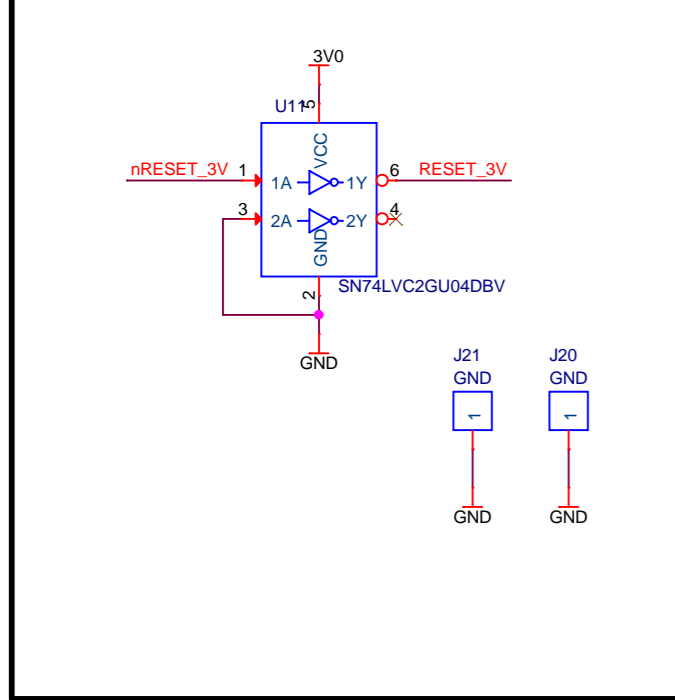 3V0
U11
5
VCC
nRESET_3V 1 6 RESET_3V
1A 1Y
3 4
2A 2Y
GND
2
SN74LVC2GU04DBV
GND
J21 J20
GND GND
1 1
GND GND